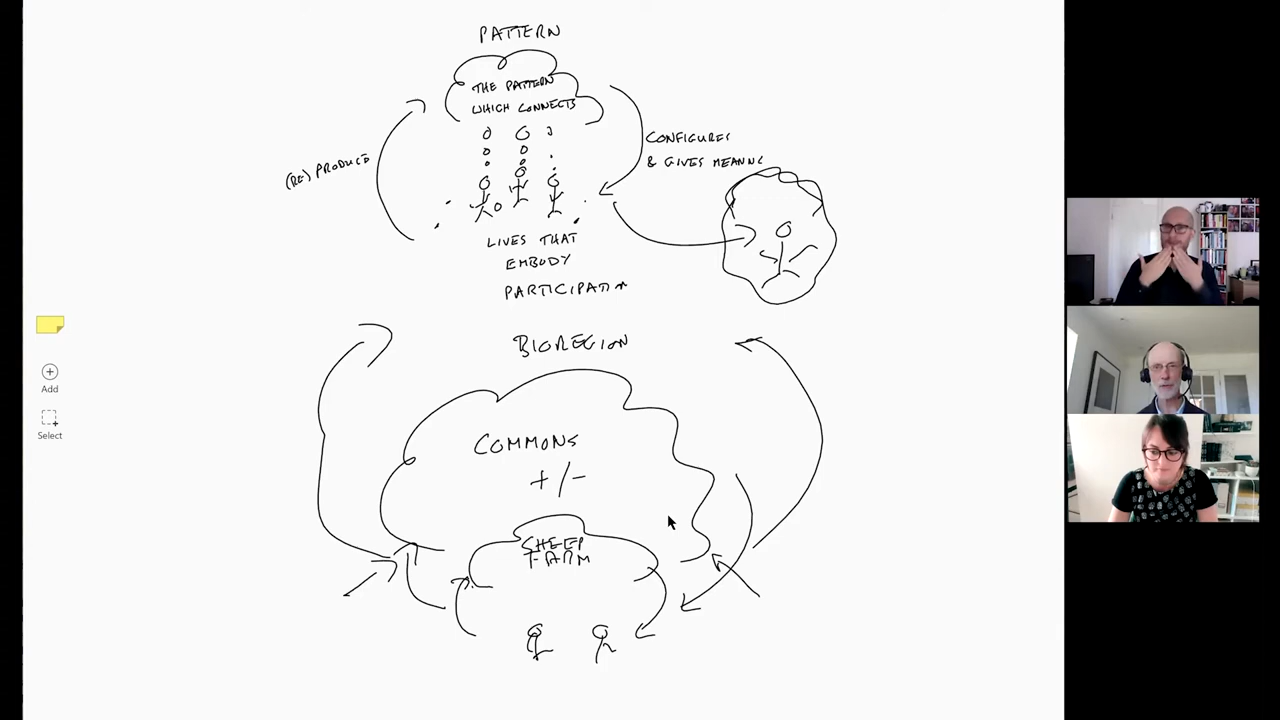 PATTERN
THE PATTERN
WHICH CONNECTS
(RE) PRODUCE
CONFIGURES
& GIVES MEANING
LIVES THAT
EMBODY
PARTICIPATION
BIOREGION
COMMONS
+/-
SHEEP
FARM
Add
Select